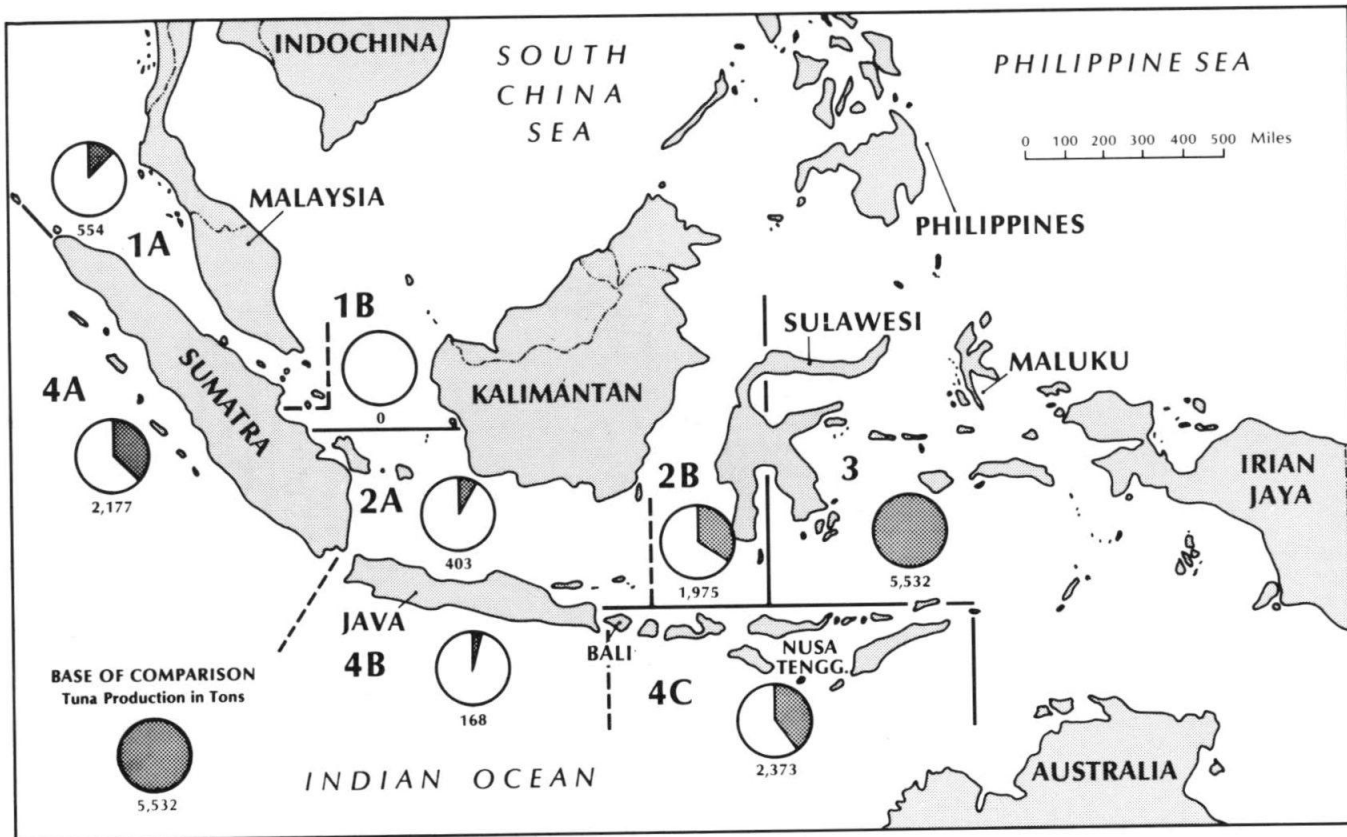 INDOCHINA
SOUTH
CHINA
SEA
PHILIPPINE SEA
0 100 200 300 400 500 Miles
MALAYSIA
PHILIPPINES
554
1A
1B
0
SULAWESI
MALUKU
4A
SUMATRA
KALIMANTAN
2,177
2A
403
2B
1,975
3
5,532
IRIAN
JAYA
JAVA
4B
168
BALI
NUSA
TENGG.
4C
2,373
BASE OF COMPARISON
Tuna Production in Tons
5,532
INDIAN OCEAN
AUSTRALIA